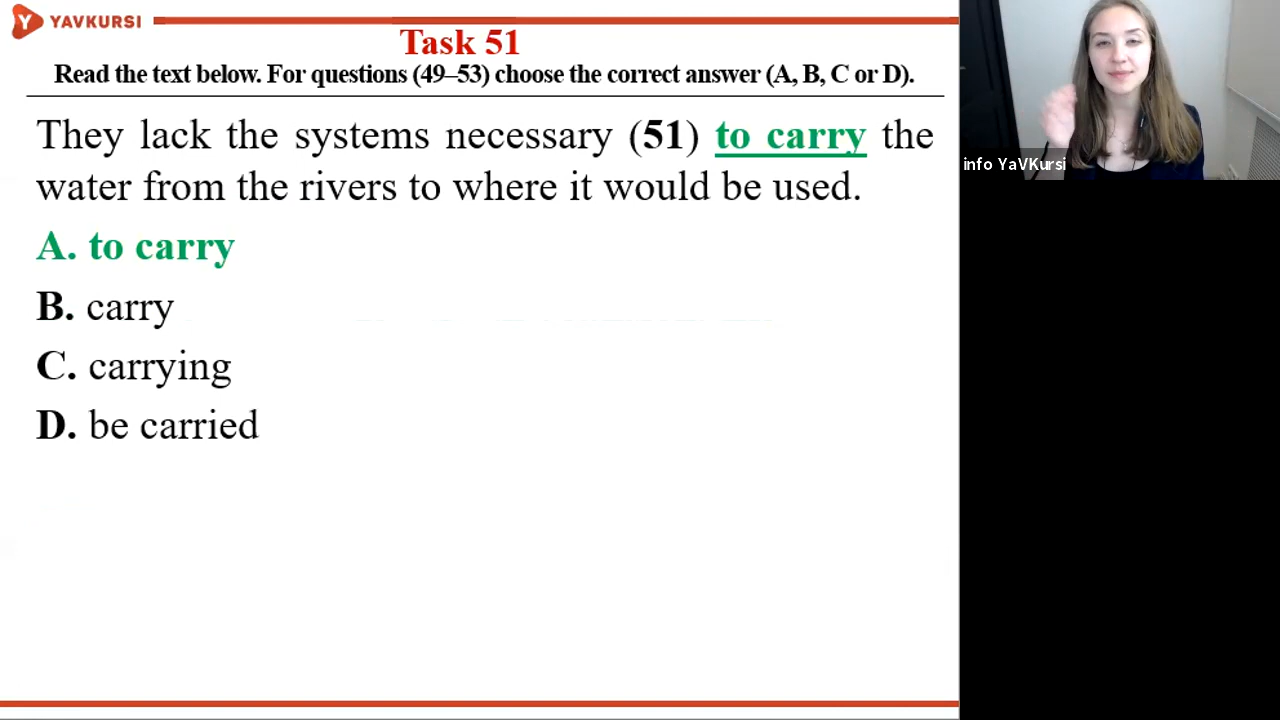 YAVKURSI
Task 51
Read the text below. For questions (49–53) choose the correct answer (A, B, C or D).
They lack the systems necessary (51) to carry the
water from the rivers to where it would be used.
A. to carry
B. carry
C. carrying
D. be carried
info YaVKursi